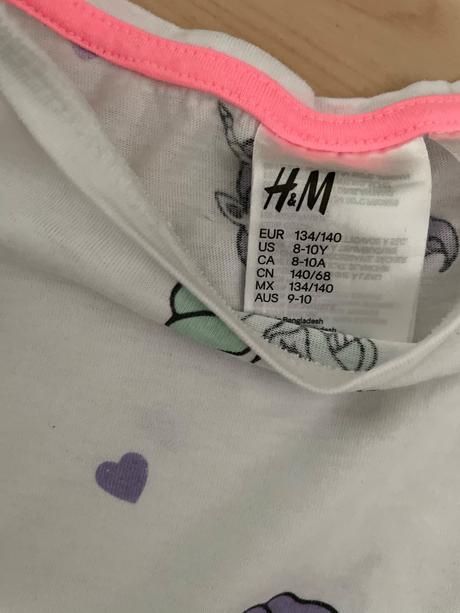 H&M
EUR 134/140
US 8-10Y
CA 8-10A
CN 140/68
MX 134/140
AUS 9-10
Bangladesh